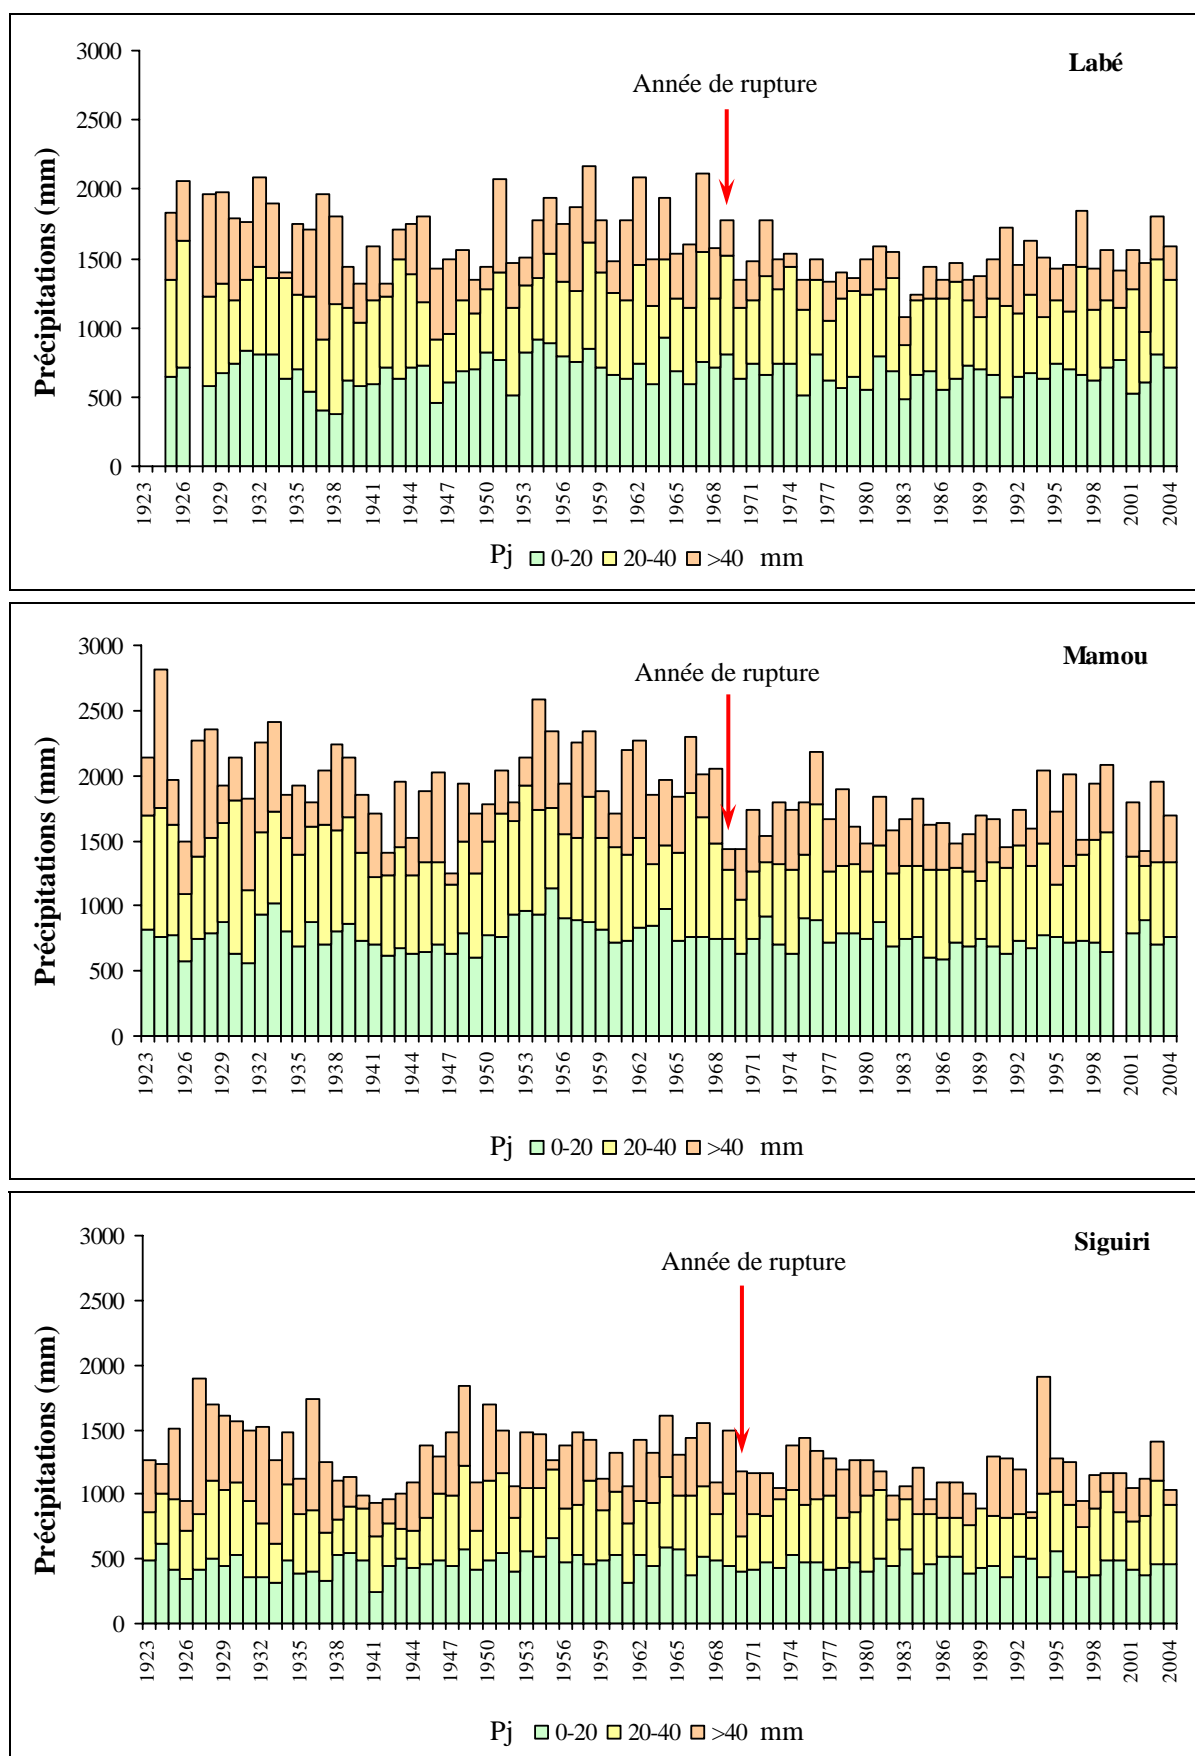 Labé
Année de rupture
Précipitations (mm)
3000
2500
2000
1500
1000
500
0
1923 1926 1929 1932 1935 1938 1941 1944 1947 1950 1953 1956 1959 1962 1965 1968 1971 1974 1977 1980 1983 1986 1989 1992 1995 1998 2001 2004
Pj 0-20 20-40 >40 mm
Mamou
Année de rupture
Précipitations (mm)
3000
2500
2000
1500
1000
500
0
1923 1926 1929 1932 1935 1938 1941 1944 1947 1950 1953 1956 1959 1962 1965 1968 1971 1974 1977 1980 1983 1986 1989 1992 1995 1998 2001 2004
Pj 0-20 20-40 >40 mm
Siguiri
Année de rupture
Précipitations (mm)
3000
2500
2000
1500
1000
500
0
1923 1926 1929 1932 1935 1938 1941 1944 1947 1950 1953 1956 1959 1962 1965 1968 1971 1974 1977 1980 1983 1986 1989 1992 1995 1998 2001 2004
Pj 0-20 20-40 >40 mm